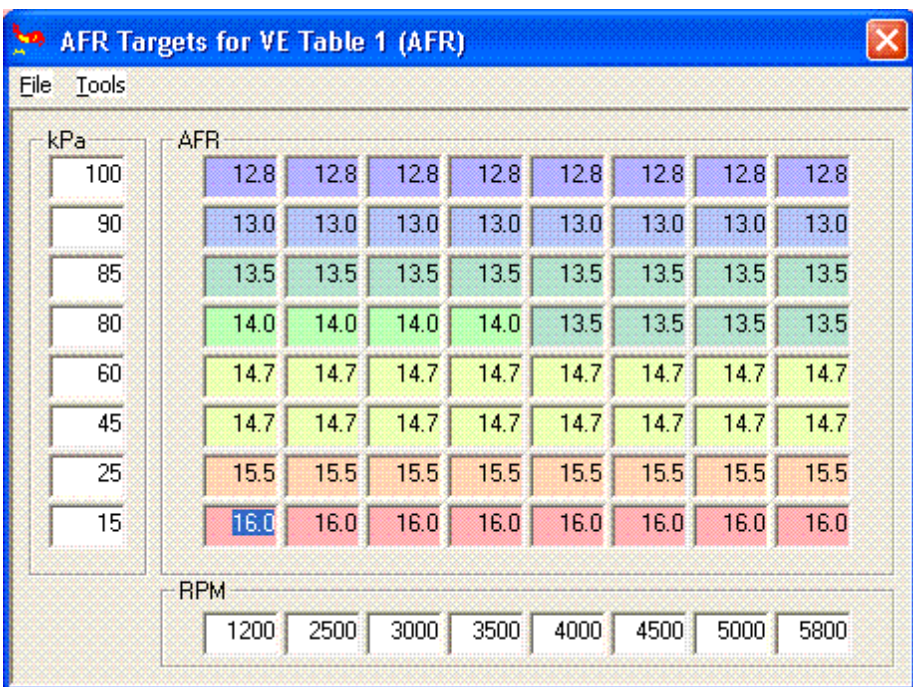 AFR Targets for VE Table 1 (AFR)
File Tools
kPa AFR
100 12.8 12.8 12.8 12.8 12.8 12.8 12.8 12.8
90 13.0 13.0 13.0 13.0 13.0 13.0 13.0 13.0
85 13.5 13.5 13.5 13.5 13.5 13.5 13.5 13.5
80 14.0 14.0 14.0 14.0 13.5 13.5 13.5 13.5
60 14.7 14.7 14.7 14.7 14.7 14.7 14.7 14.7
45 14.7 14.7 14.7 14.7 14.7 14.7 14.7 14.7
25 15.5 15.5 15.5 15.5 15.5 15.5 15.5 15.5
15 16.0 16.0 16.0 16.0 16.0 16.0 16.0 16.0
RPM
1200 2500 3000 3500 4000 4500 5000 5800